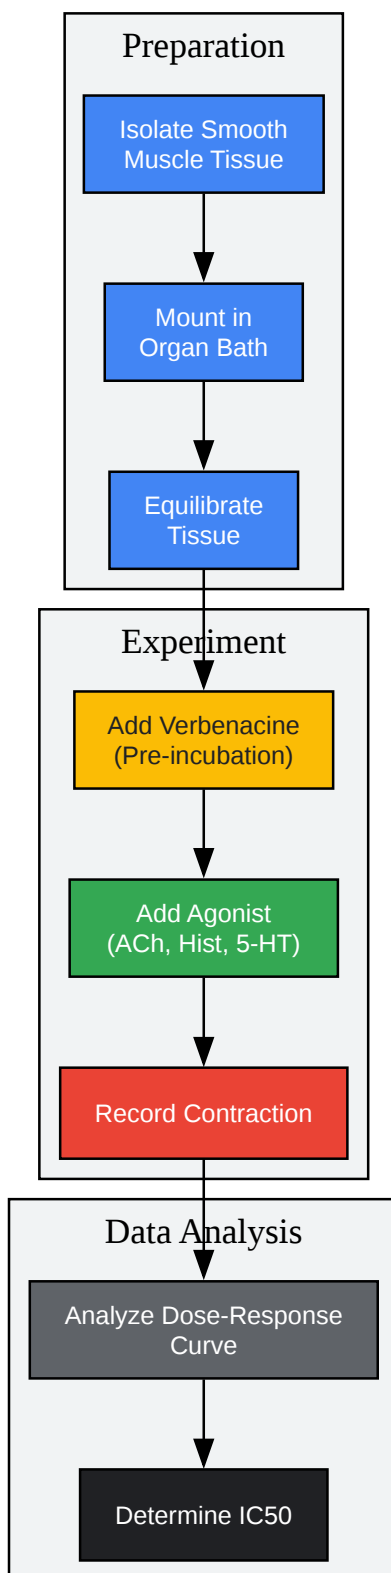 Preparation
Isolate Smooth
Muscle Tissue
Mount in
Organ Bath
Equilibrate
Tissue
Experiment
Add Verbenacine
(Pre-incubation)
Add Agonist
(ACh, Hist, 5-HT)
Record Contraction
Data Analysis
Analyze Dose-Response
Curve
Determine IC50